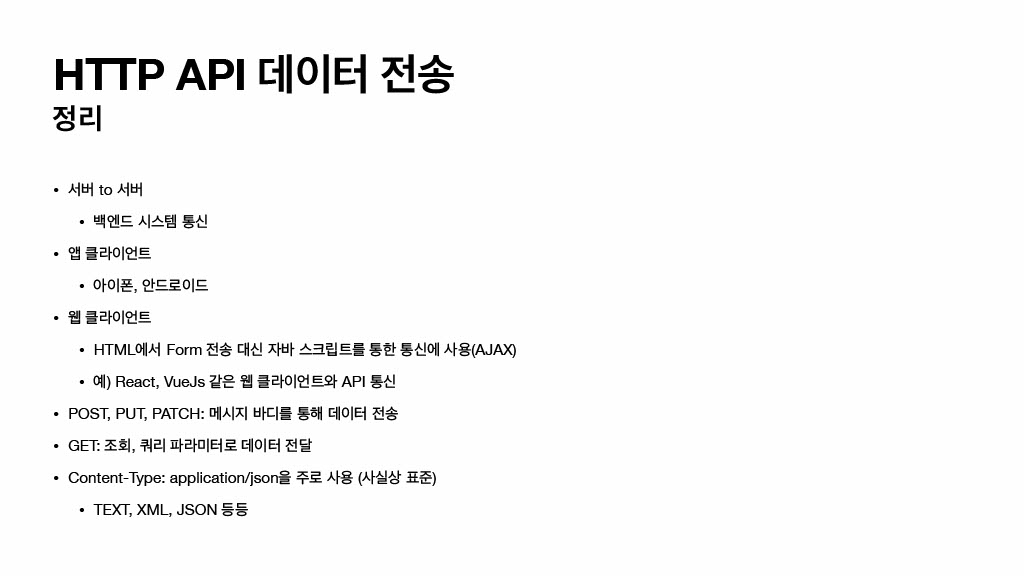 HTTP API 데이터 전송
정리
• 서버 to 서버
• 백엔드 시스템 통신
• 앱 클라이언트
• 아이폰, 안드로이드
• 웹 클라이언트
• HTML에서 Form 전송 대신 자바 스크립트를 통한 통신에 사용(AJAX)
• 예) React, VueJs 같은 웹 클라이언트와 API 통신
• POST, PUT, PATCH: 메시지 바디를 통해 데이터 전송
• GET: 조회, 쿼리 파라미터로 데이터 전달
• Content-Type: application/json을 주로 사용 (사실상 표준)
• TEXT, XML, JSON 등등